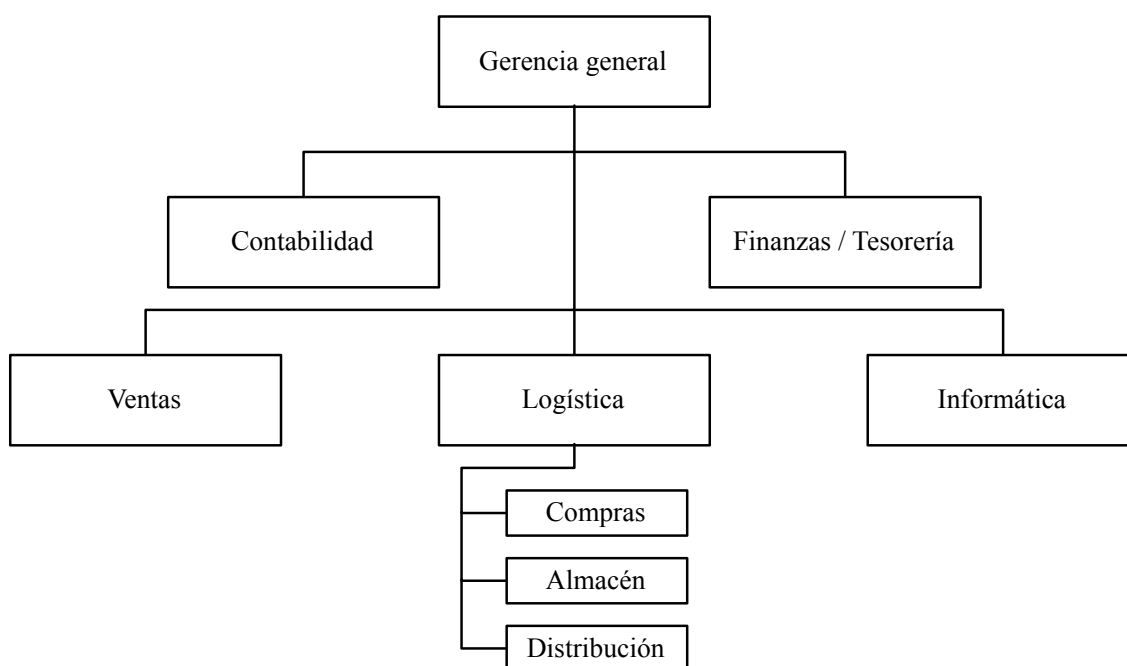 Gerencia general
Contabilidad
Finanzas / Tesorería
Ventas
Logística
Informática
Compras
Almacén
Distribución